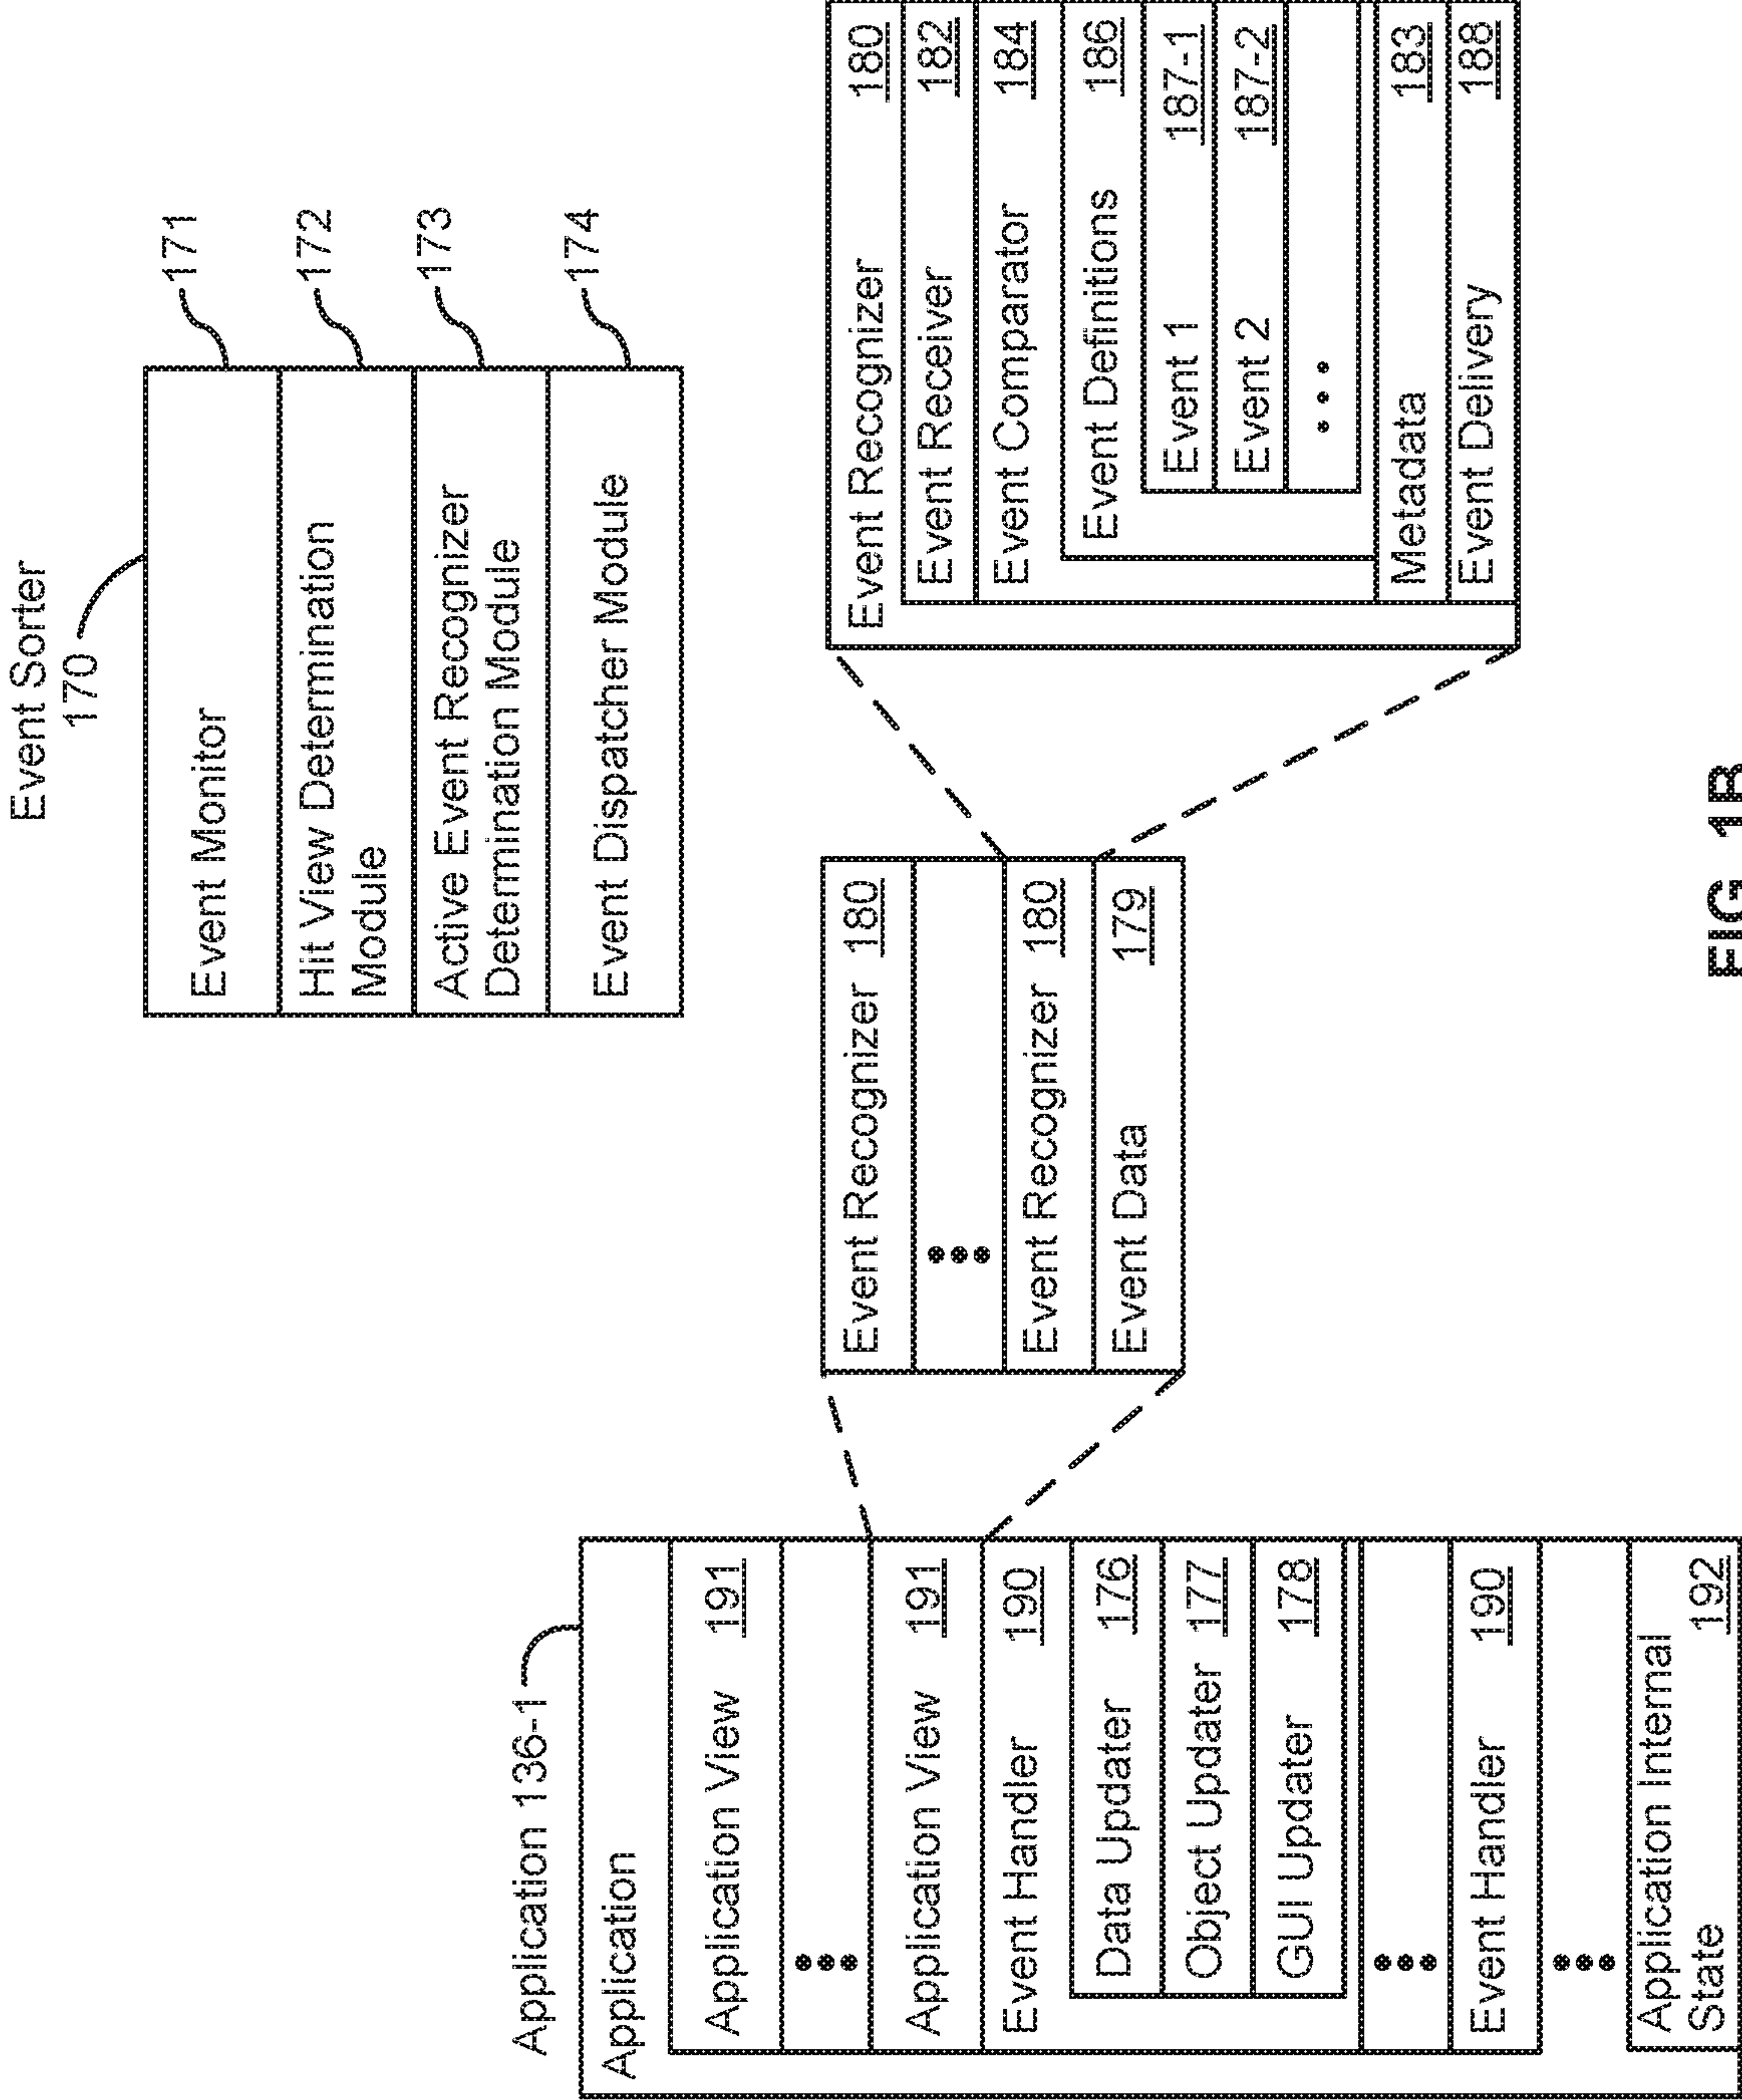 Event Sorter
170
Event Monitor
171
Hit View Determination
Module
172
Active Event Recognizer
Determination Module
173
Event Dispatcher Module
174
Application 136-1
Application
Application View 191
Application View 191
Event Handler 190
Data Updater 176
Object Updater 177
GUI Updater 178
Event Handler 190
Application Internal
State 192
Event Recognizer 180
Event Recognizer 180
Event Data 179
Event Recognizer 180
Event Receiver 182
Event Comparator 184
Event Definitions 186
Event 1 187-1
Event 2 187-2
Metadata 183
Event Delivery 188
FIG. 1B